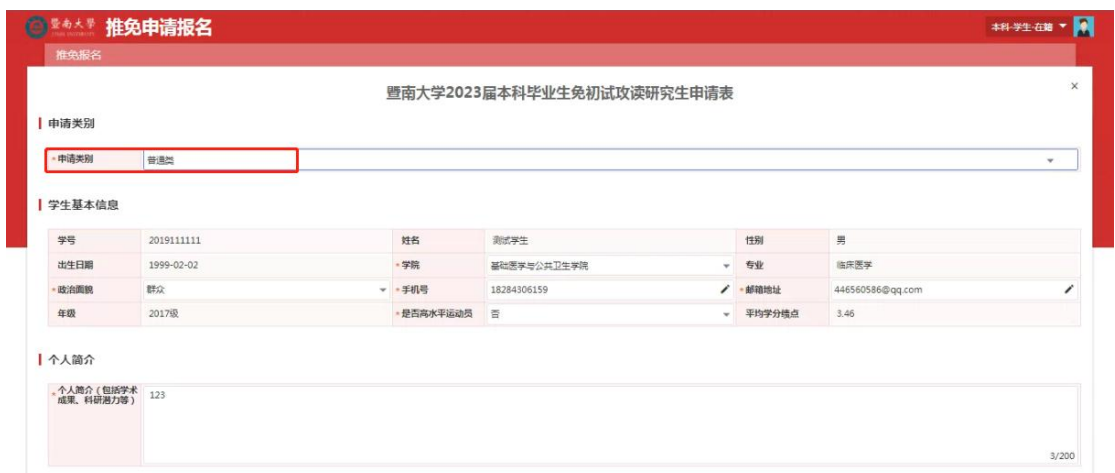 暨南大学 推免申请报名 本科-学生-在籍
推免报名
暨南大学2023届本科毕业生免初试攻读研究生申请表 ×
申请类别
*申请类别 普通类
学生基本信息
学号 2019111111 姓名 测试学生 性别 男
出生日期 1999-02-02 *学院 基础医学与公共卫生学院 专业 临床医学
*政治面貌 群众 *手机号 18284306159 *邮箱地址 446560586@qq.com
年级 2017级 *是否高水平运动员 否 平均学分绩点 3.46
个人简介
*个人简介(包括学术
成果、科研潜力等) 123
3/200